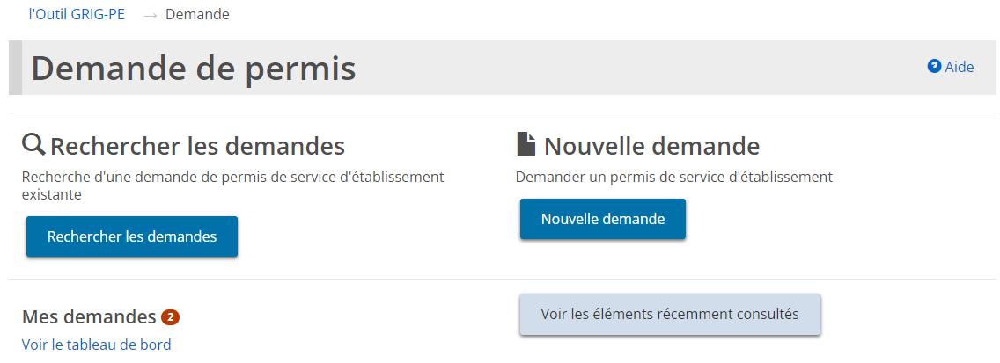 l'Outil GRIG-PE → Demande
Demande de permis
Aide
Rechercher les demandes
Recherche d'une demande de permis de service d'établissement
existante
Rechercher les demandes
Nouvelle demande
Demander un permis de service d'établissement
Nouvelle demande
Mes demandes 2
Voir le tableau de bord
Voir les éléments récemment consultés